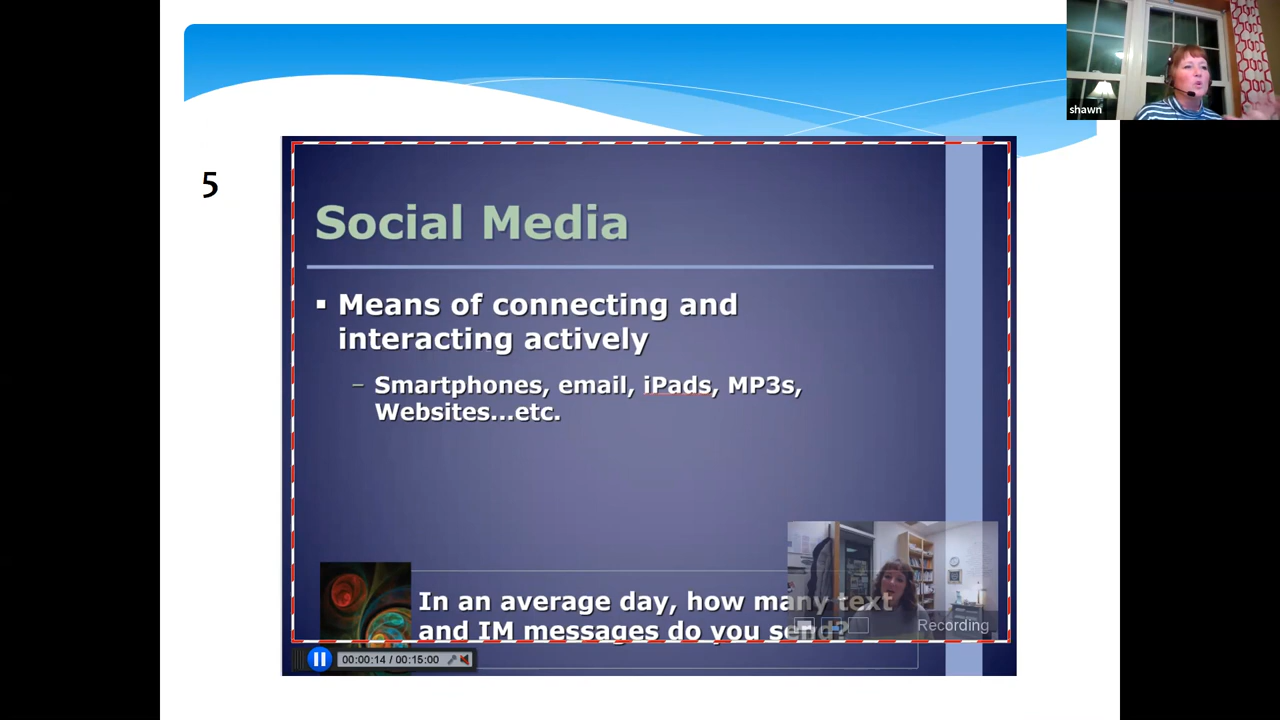 shawn
5
Social Media
▪ Means of connecting and
interacting actively
– Smartphones, email, iPads, MP3s,
Websites...etc.
In an average day, how many text
and IM messages do you send?
Recording
00:00:14 / 00:15:00